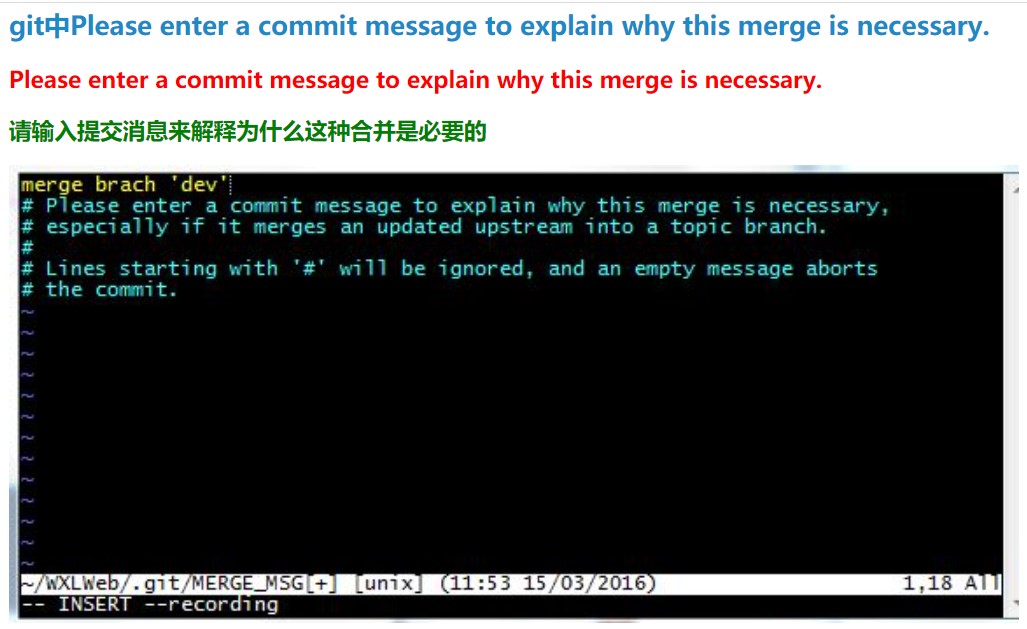 git中Please enter a commit message to explain why this merge is necessary.
Please enter a commit message to explain why this merge is necessary.
请输入提交消息来解释为什么这种合并是必要的
merge brach 'dev'
# Please enter a commit message to explain why this merge is necessary,
# especially if it merges an updated upstream into a topic branch.
#
# Lines starting with '#' will be ignored, and an empty message aborts
# the commit.
~
~
~
~
~
~
~
~
~
~
~
~
~
~/WXLWeb/.git/MERGE_MSG[+] [unix] (11:53 15/03/2016) 1,18 All
-- INSERT --recording